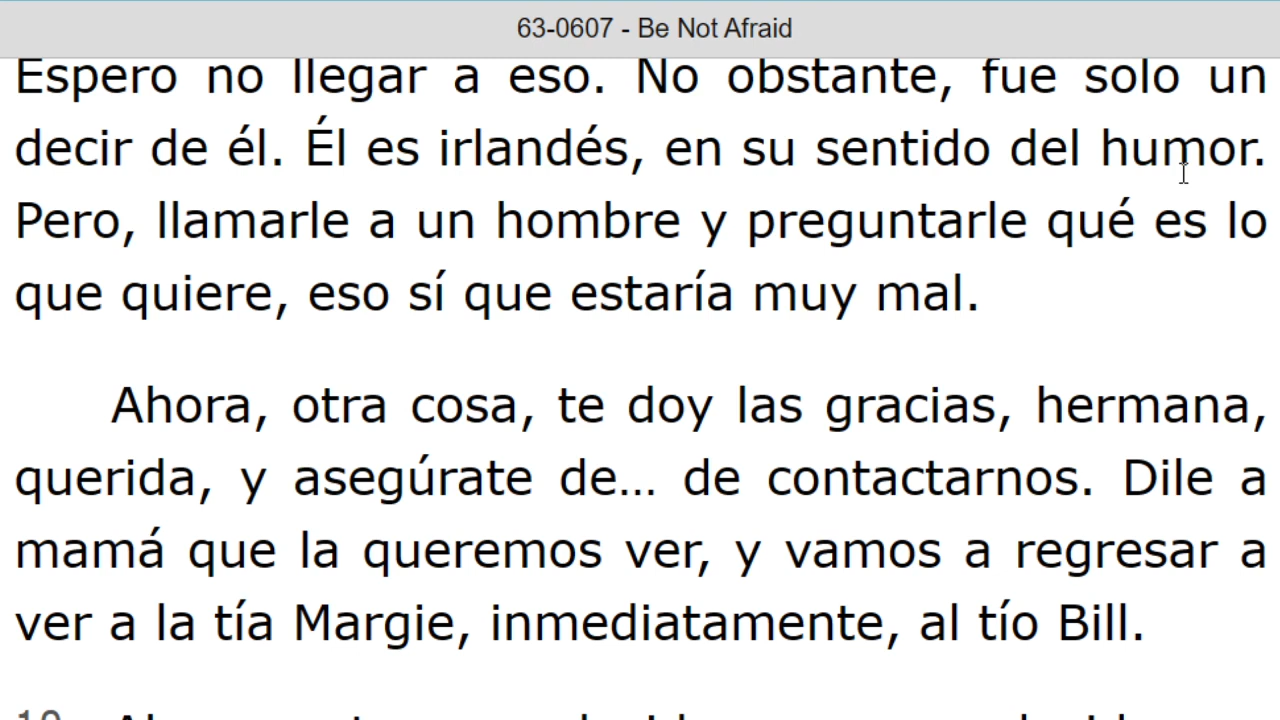 63-0607 - Be Not Afraid
Espero no llegar a eso. No obstante, fue solo un
decir de él. Él es irlandés, en su sentido del humor.
Pero, llamarle a un hombre y preguntarle qué es lo
que quiere, eso sí que estaría muy mal.
Ahora, otra cosa, te doy las gracias, hermana,
querida, y asegúrate de… de contactarnos. Dile a
mamá que la queremos ver, y vamos a regresar a
ver a la tía Margie, inmediatamente, al tío Bill.